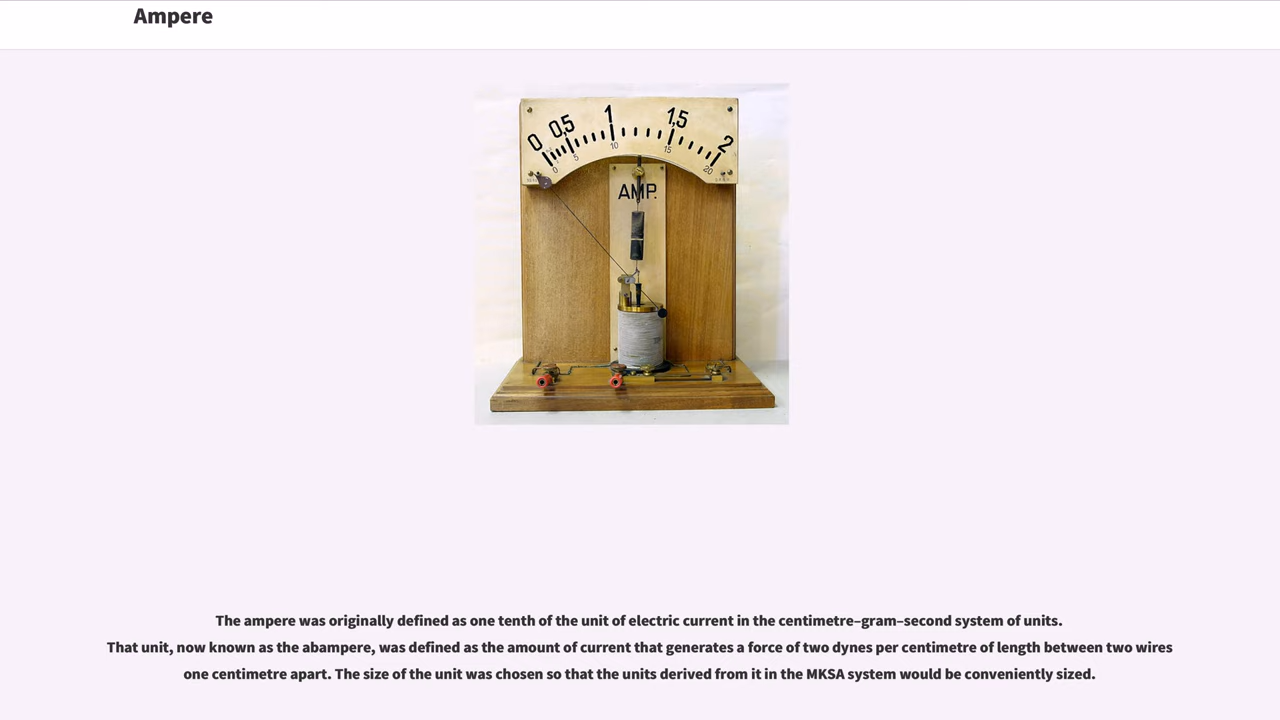 Ampere
0 0,5 1 1,5 2
0 5 10 15 20
AMP.
The ampere was originally defined as one tenth of the unit of electric current in the centimetre–gram–second system of units.
That unit, now known as the abampere, was defined as the amount of current that generates a force of two dynes per centimetre of length between two wires
one centimetre apart. The size of the unit was chosen so that the units derived from it in the MKSA system would be conveniently sized.